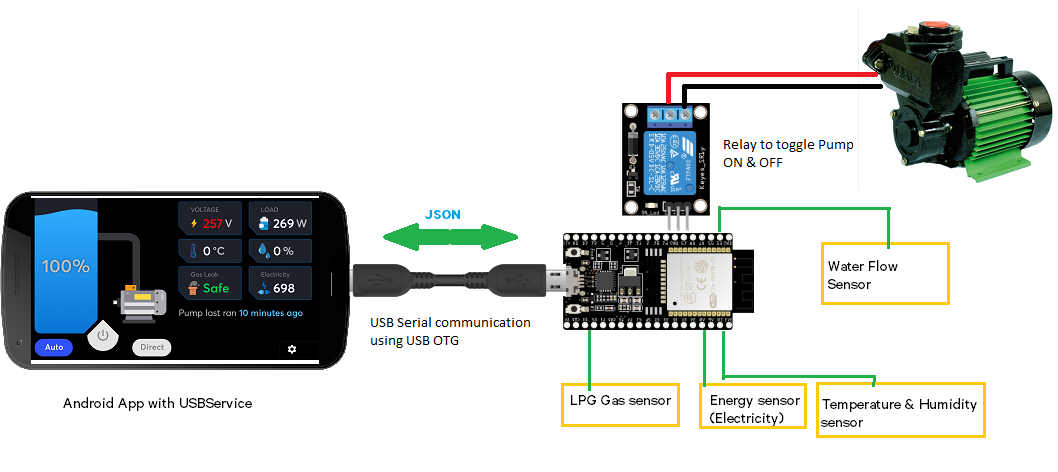 Relay to toggle Pump
ON & OFF
Keyes_SRly
JSON
VOLTAGE
257 V
LOAD
269 W
0 °C
0 %
100%
Gas Leak
Safe
Electricity
698
Pump last ran 10 minutes ago
Auto
Direct
USB Serial communication
using USB OTG
Android App with USBService
Water Flow
Sensor
LPG Gas sensor
Energy sensor
(Electricity)
Temperature & Humidity
sensor